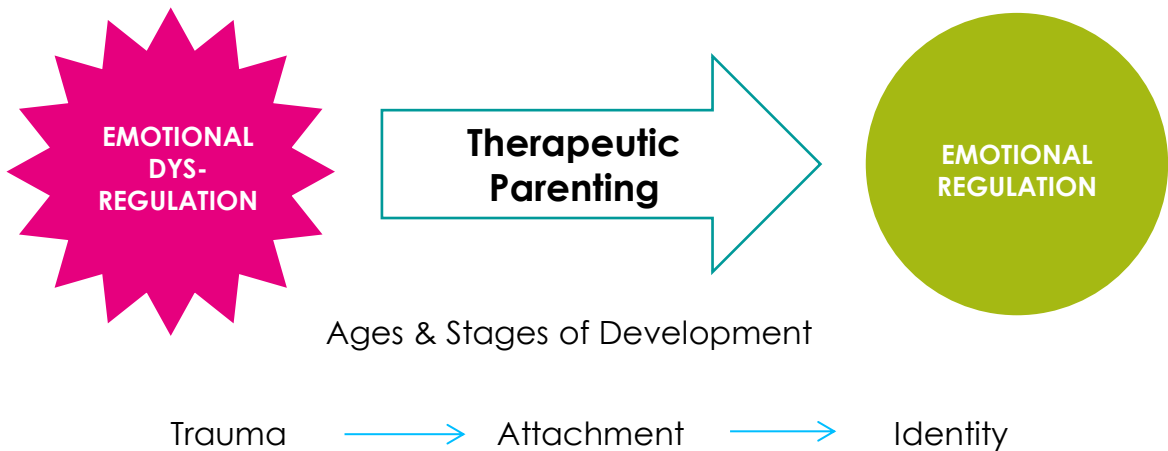 EMOTIONAL
DYS-
REGULATION
Therapeutic
Parenting
EMOTIONAL
REGULATION
Ages & Stages of Development
Trauma
Attachment
Identity